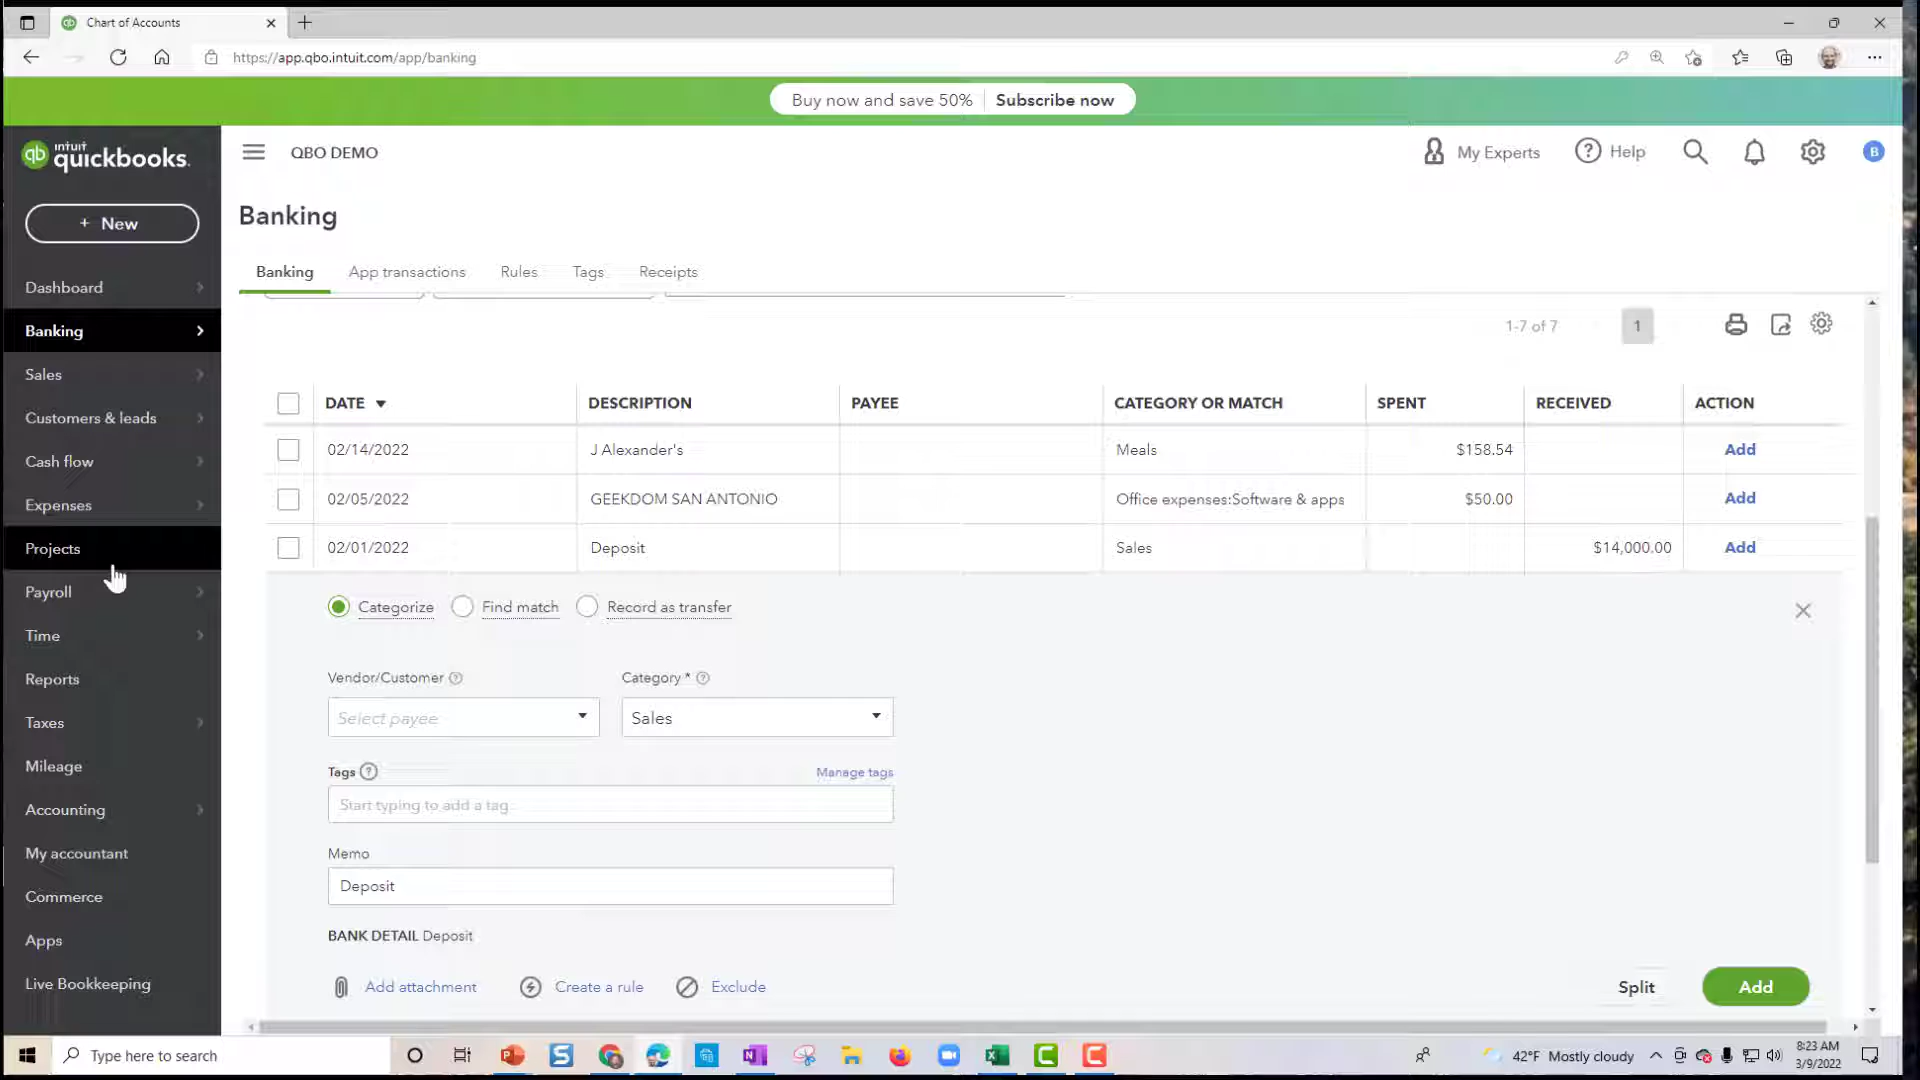 Chart of Accounts
https://app.qbo.intuit.com/app/banking
Buy now and save 50% Subscribe now
intuit quickbooks.
QBO DEMO
My Experts
Help
B
+ New
Banking
Banking App transactions Rules Tags Receipts
Dashboard
Banking
Sales
Customers & leads
Cash flow
Expenses
Projects
Payroll
Time
Reports
Taxes
Mileage
Accounting
My accountant
Commerce
Apps
Live Bookkeeping
1-7 of 7 1
DATE DESCRIPTION PAYEE CATEGORY OR MATCH SPENT RECEIVED ACTION
02/14/2022 J Alexander's Meals $158.54 Add
02/05/2022 GEEKDOM SAN ANTONIO Office expenses:Software & apps $50.00 Add
02/01/2022 Deposit Sales $14,000.00 Add
Categorize Find match Record as transfer
Vendor/Customer Category *
Select payee Sales
Tags Manage tags
Start typing to add a tag
Memo
Deposit
BANK DETAIL Deposit
Add attachment Create a rule Exclude Split Add
Type here to search
42°F Mostly cloudy
8:23 AM
3/9/2022